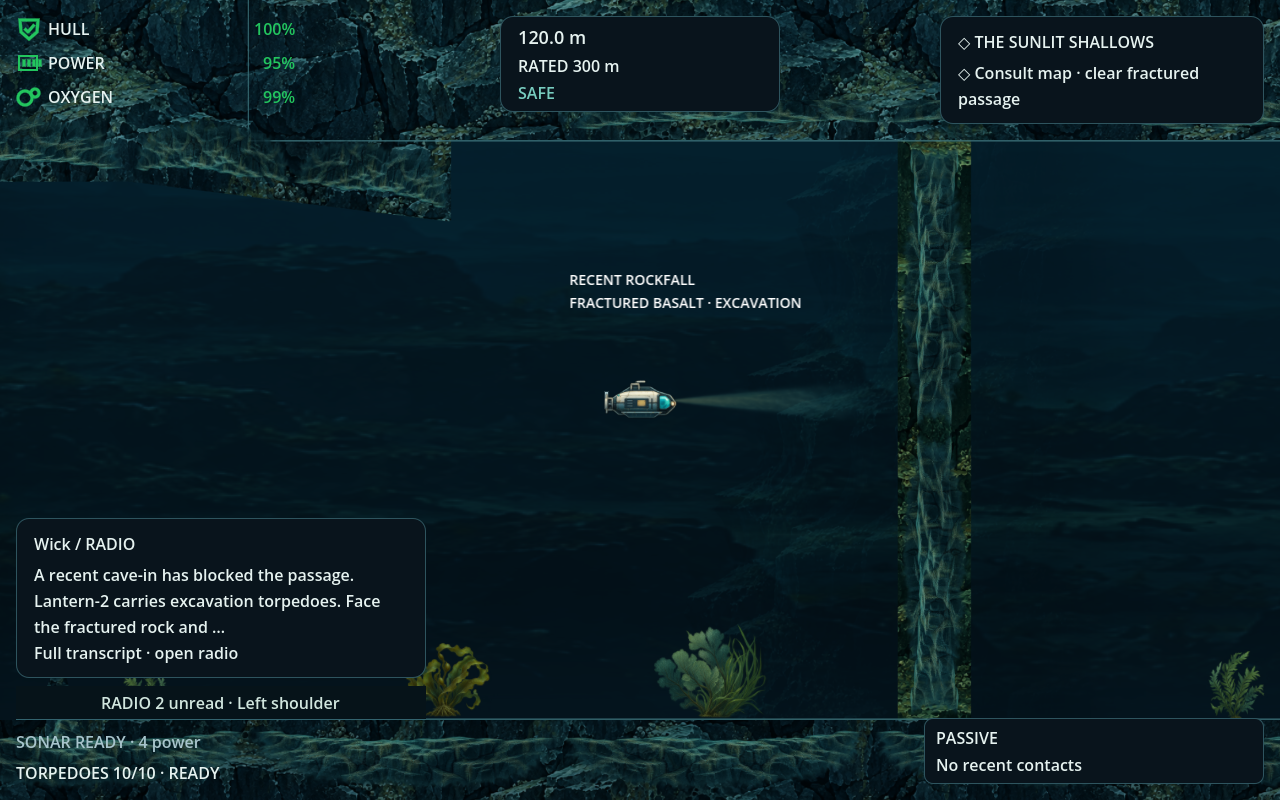 HULL 100%
POWER 95%
OXYGEN 99%
120.0 m
RATED 300 m
SAFE
◇ THE SUNLIT SHALLOWS
◇ Consult map · clear fractured
passage
RECENT ROCKFALL
FRACTURED BASALT · EXCAVATION
Wick / RADIO
A recent cave-in has blocked the passage.
Lantern-2 carries excavation torpedoes. Face
the fractured rock and ...
Full transcript · open radio
RADIO 2 unread · Left shoulder
SONAR READY · 4 power
TORPEDOES 10/10 · READY
PASSIVE
No recent contacts